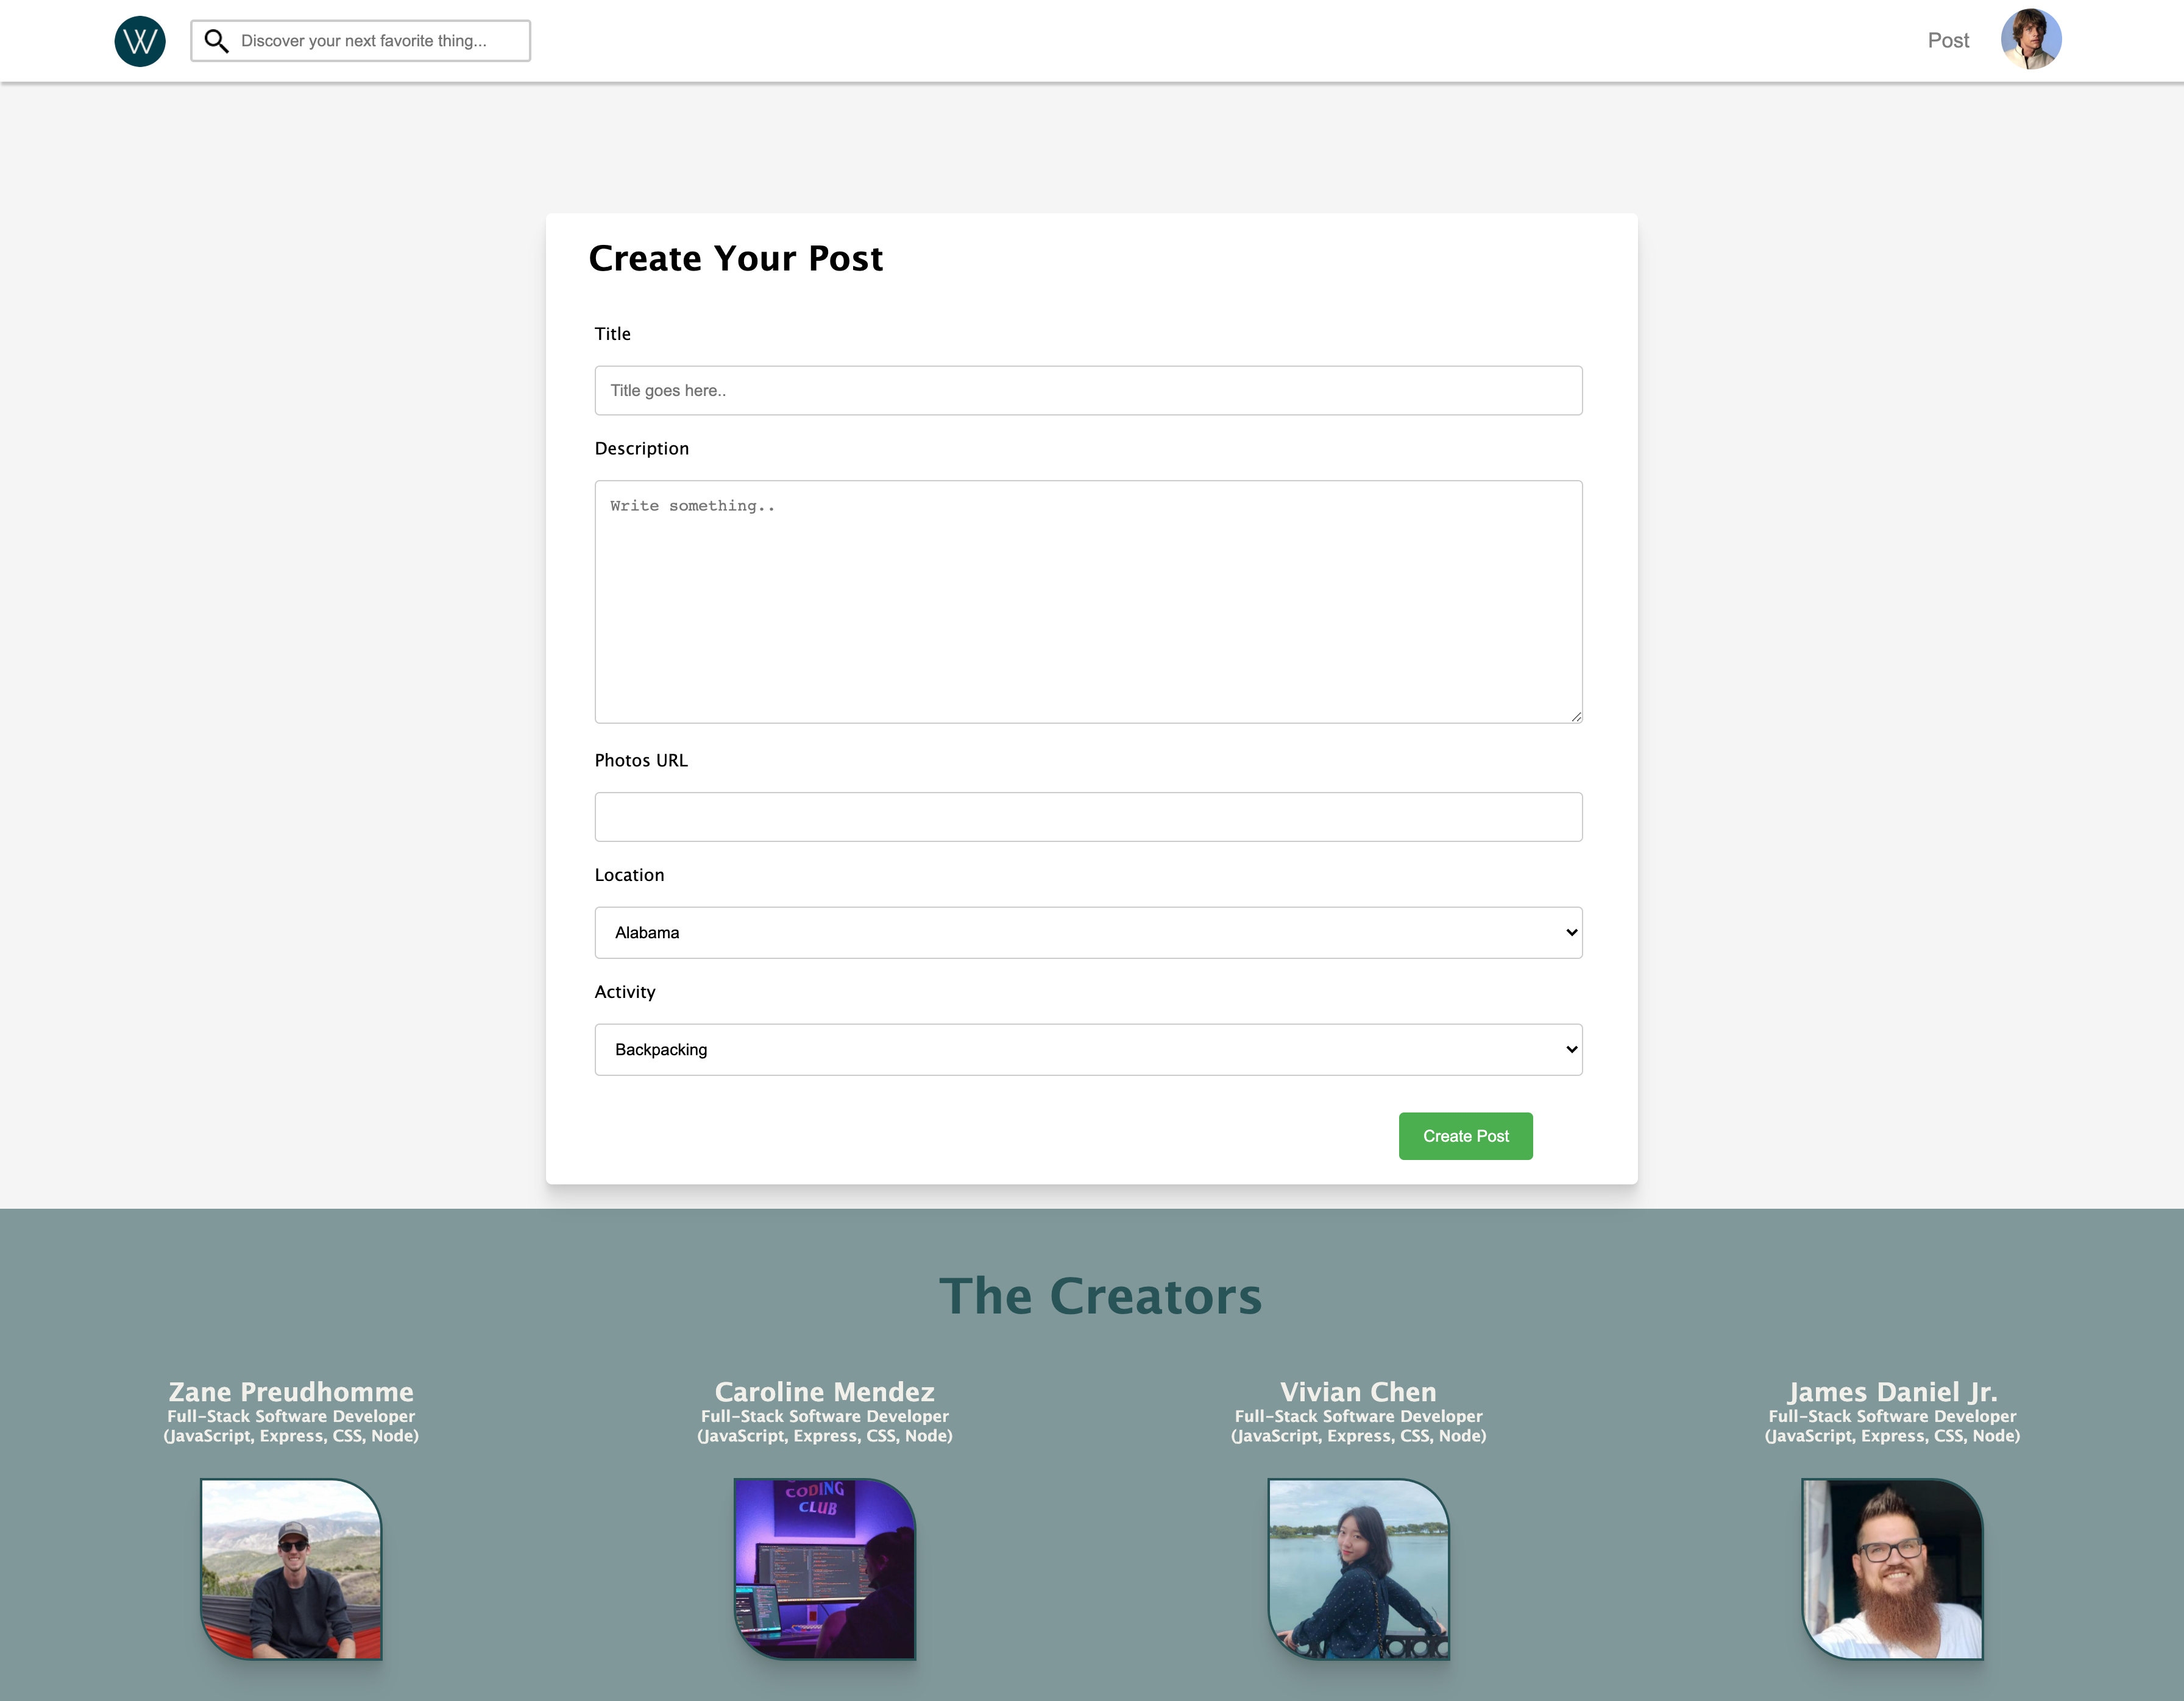 W
Discover your next favorite thing...
Post
Create Your Post
Title
Title goes here..
Description
Write something..
Photos URL
Location
Alabama
Activity
Backpacking
Create Post
The Creators
Zane Preudhomme
Full-Stack Software Developer
(JavaScript, Express, CSS, Node)
Caroline Mendez
Full-Stack Software Developer
(JavaScript, Express, CSS, Node)
Vivian Chen
Full-Stack Software Developer
(JavaScript, Express, CSS, Node)
James Daniel Jr.
Full-Stack Software Developer
(JavaScript, Express, CSS, Node)
CODING
CLUB